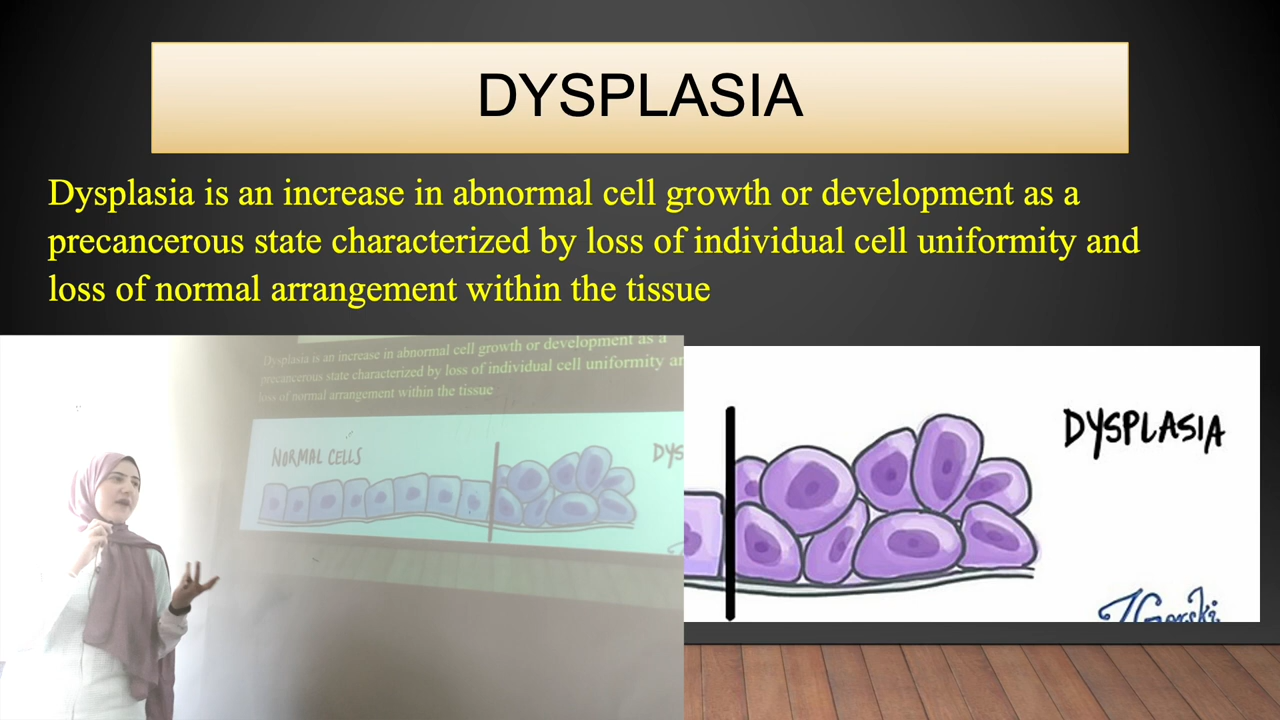 DYSPLASIA
Dysplasia is an increase in abnormal cell growth or development as a
precancerous state characterized by loss of individual cell uniformity and
loss of normal arrangement within the tissue
Dysplasia is an increase in abnormal cell growth or development as a
precancerous state characterized by loss of individual cell uniformity an
loss of normal arrangement within the tissue
NORMAL CELLS
DYS
DYSPLASIA
JGorski